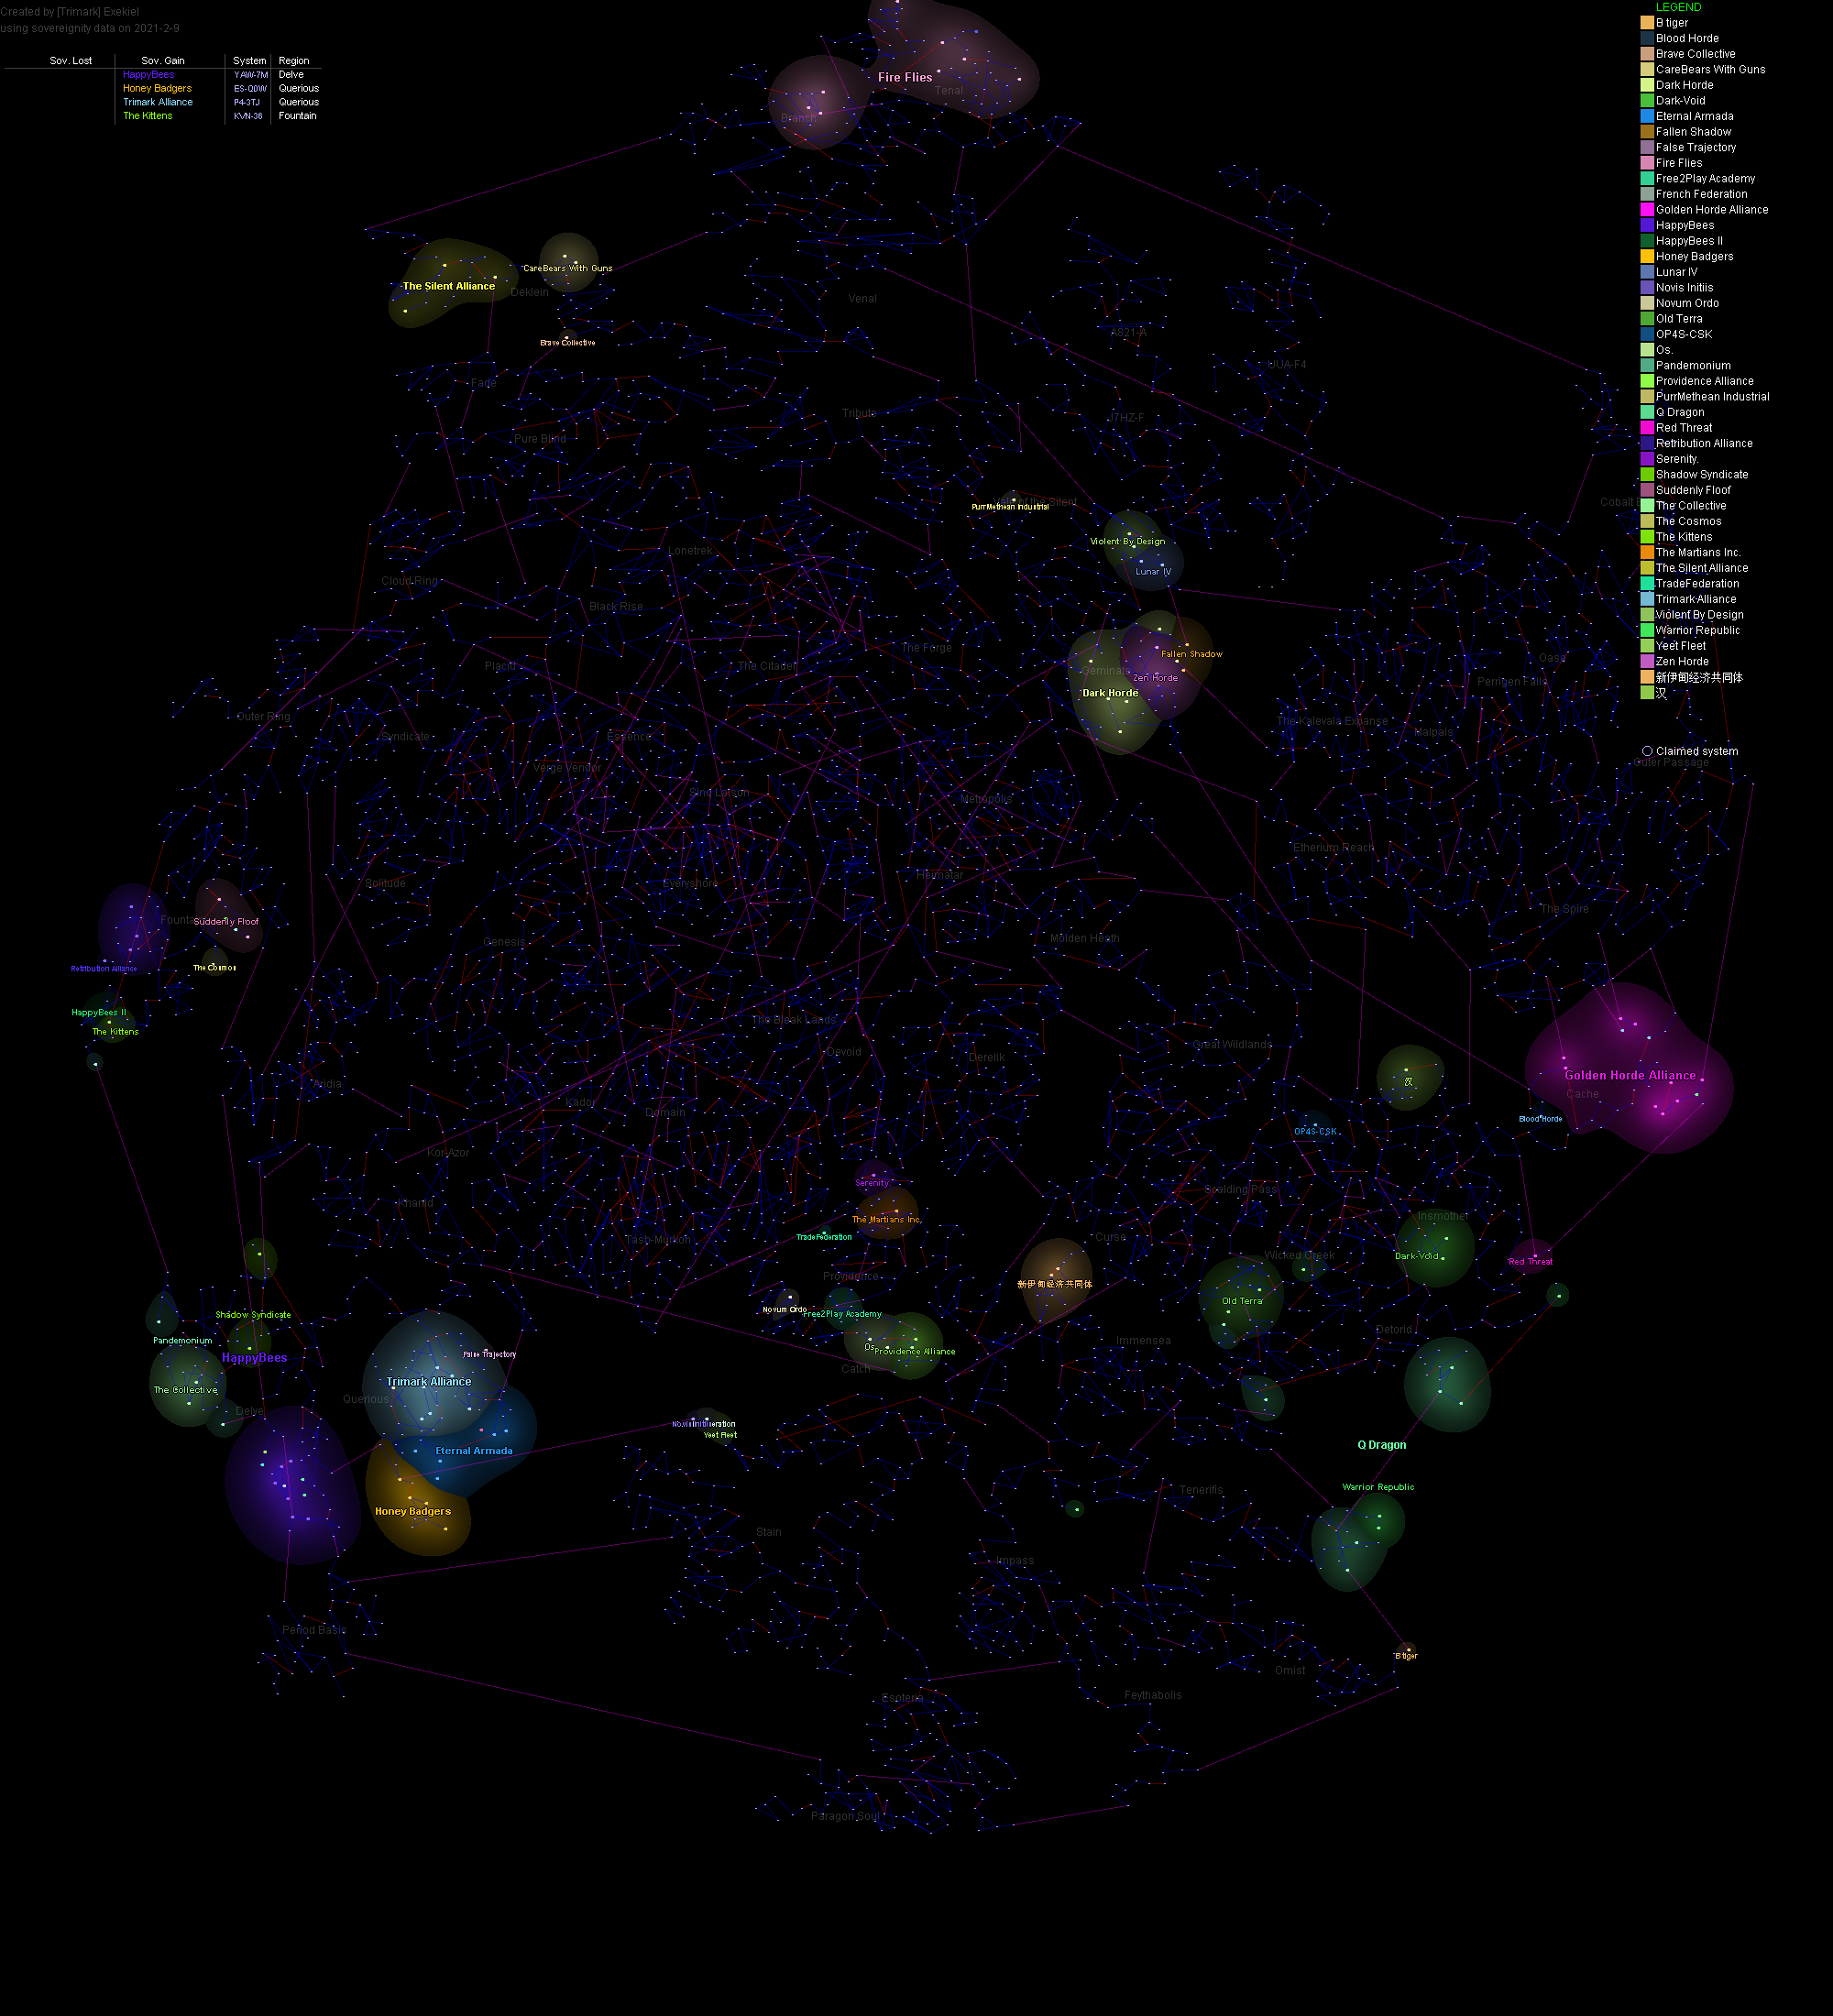 Created by [Trimark] Exekiel
using sovereignity data on 2021-2-9
Sov. Lost Sov. Gain System Region
HappyBees YAW-7M Delve
Honey Badgers ES-Q0W Querious
Trimark Alliance P4-3TJ Querious
The Kittens KVN-36 Fountain
LEGEND
B tiger
Blood Horde
Brave Collective
CareBears With Guns
Dark Horde
Dark-Void
Eternal Armada
Fallen Shadow
False Trajectory
Fire Flies
Free2Play Academy
French Federation
Golden Horde Alliance
HappyBees
HappyBees II
Honey Badgers
Lunar IV
Novis Initiis
Novum Ordo
Old Terra
OP4S-CSK
Os.
Pandemonium
Providence Alliance
PurrMethean Industrial
Q Dragon
Red Threat
Retribution Alliance
Serenity.
Shadow Syndicate
Suddenly Floof
The Collective
The Cosmos
The Kittens
The Martians Inc.
The Silent Alliance
TradeFederation
Trimark Alliance
Violent By Design
Warrior Republic
Yeet Fleet
Zen Horde
新伊甸经济共同体
汉
Claimed system
Fire Flies
Tenal
Branch
CareBears With Guns
The Silent Alliance
Deklein
Venal
A821-A
Brave Collective
UUA-F4
Fade
Tribute
J7HZ-F
Pure Blind
Vale of the Silent
PurrMethean Industrial
Cobalt
Violent By Design
Lonetrek
Lunar IV
Cloud Ring
Black Rise
The Forge
Fallen Shadow
Oasa
Placid
The Citadel
Geminate
Zen Horde
Perrigen Falls
Dark Horde
Outer Ring
The Kalevala Expanse
Malpais
Syndicate
Essence
Outer Passage
Verge Vendor
Sinq Laison
Metropolis
Etherium Reach
Solitude
Everyshore
Heimatar
The Spire
Fountain
Suddenly Floof
Genesis
Molden Heath
Retribution Alliance
The Cosmos
HappyBees II
The Bleak Lands
The Kittens
Great Wildlands
Devoid
Derelik
Golden Horde Alliance
Aridia
汉
Cache
Kador
Domain
Blood Horde
OP4S-CSK
Kor-Azor
Serenity.
Scalding Pass
Khanid
The Martians Inc.
Insmother
Tash-Murkon
TradeFederation
Curse
Wicked Creek
Dark-Void
Red Threat
Providence
新伊甸经济共同体
Old Terra
Novum Ordo
Free2Play Academy
Shadow Syndicate
Detorid
Pandemonium
Immensea
HappyBees
False Trajectory
Os.
Providence Alliance
Catch
Trimark Alliance
The Collective
Querious
Delve
Yeet Fleet
Eternal Armada
Q Dragon
Warrior Republic
Tenerifis
Honey Badgers
Stain
Impass
Period Basis
B tiger
Omist
Feythabolis
Esoteria
Paragon Soul